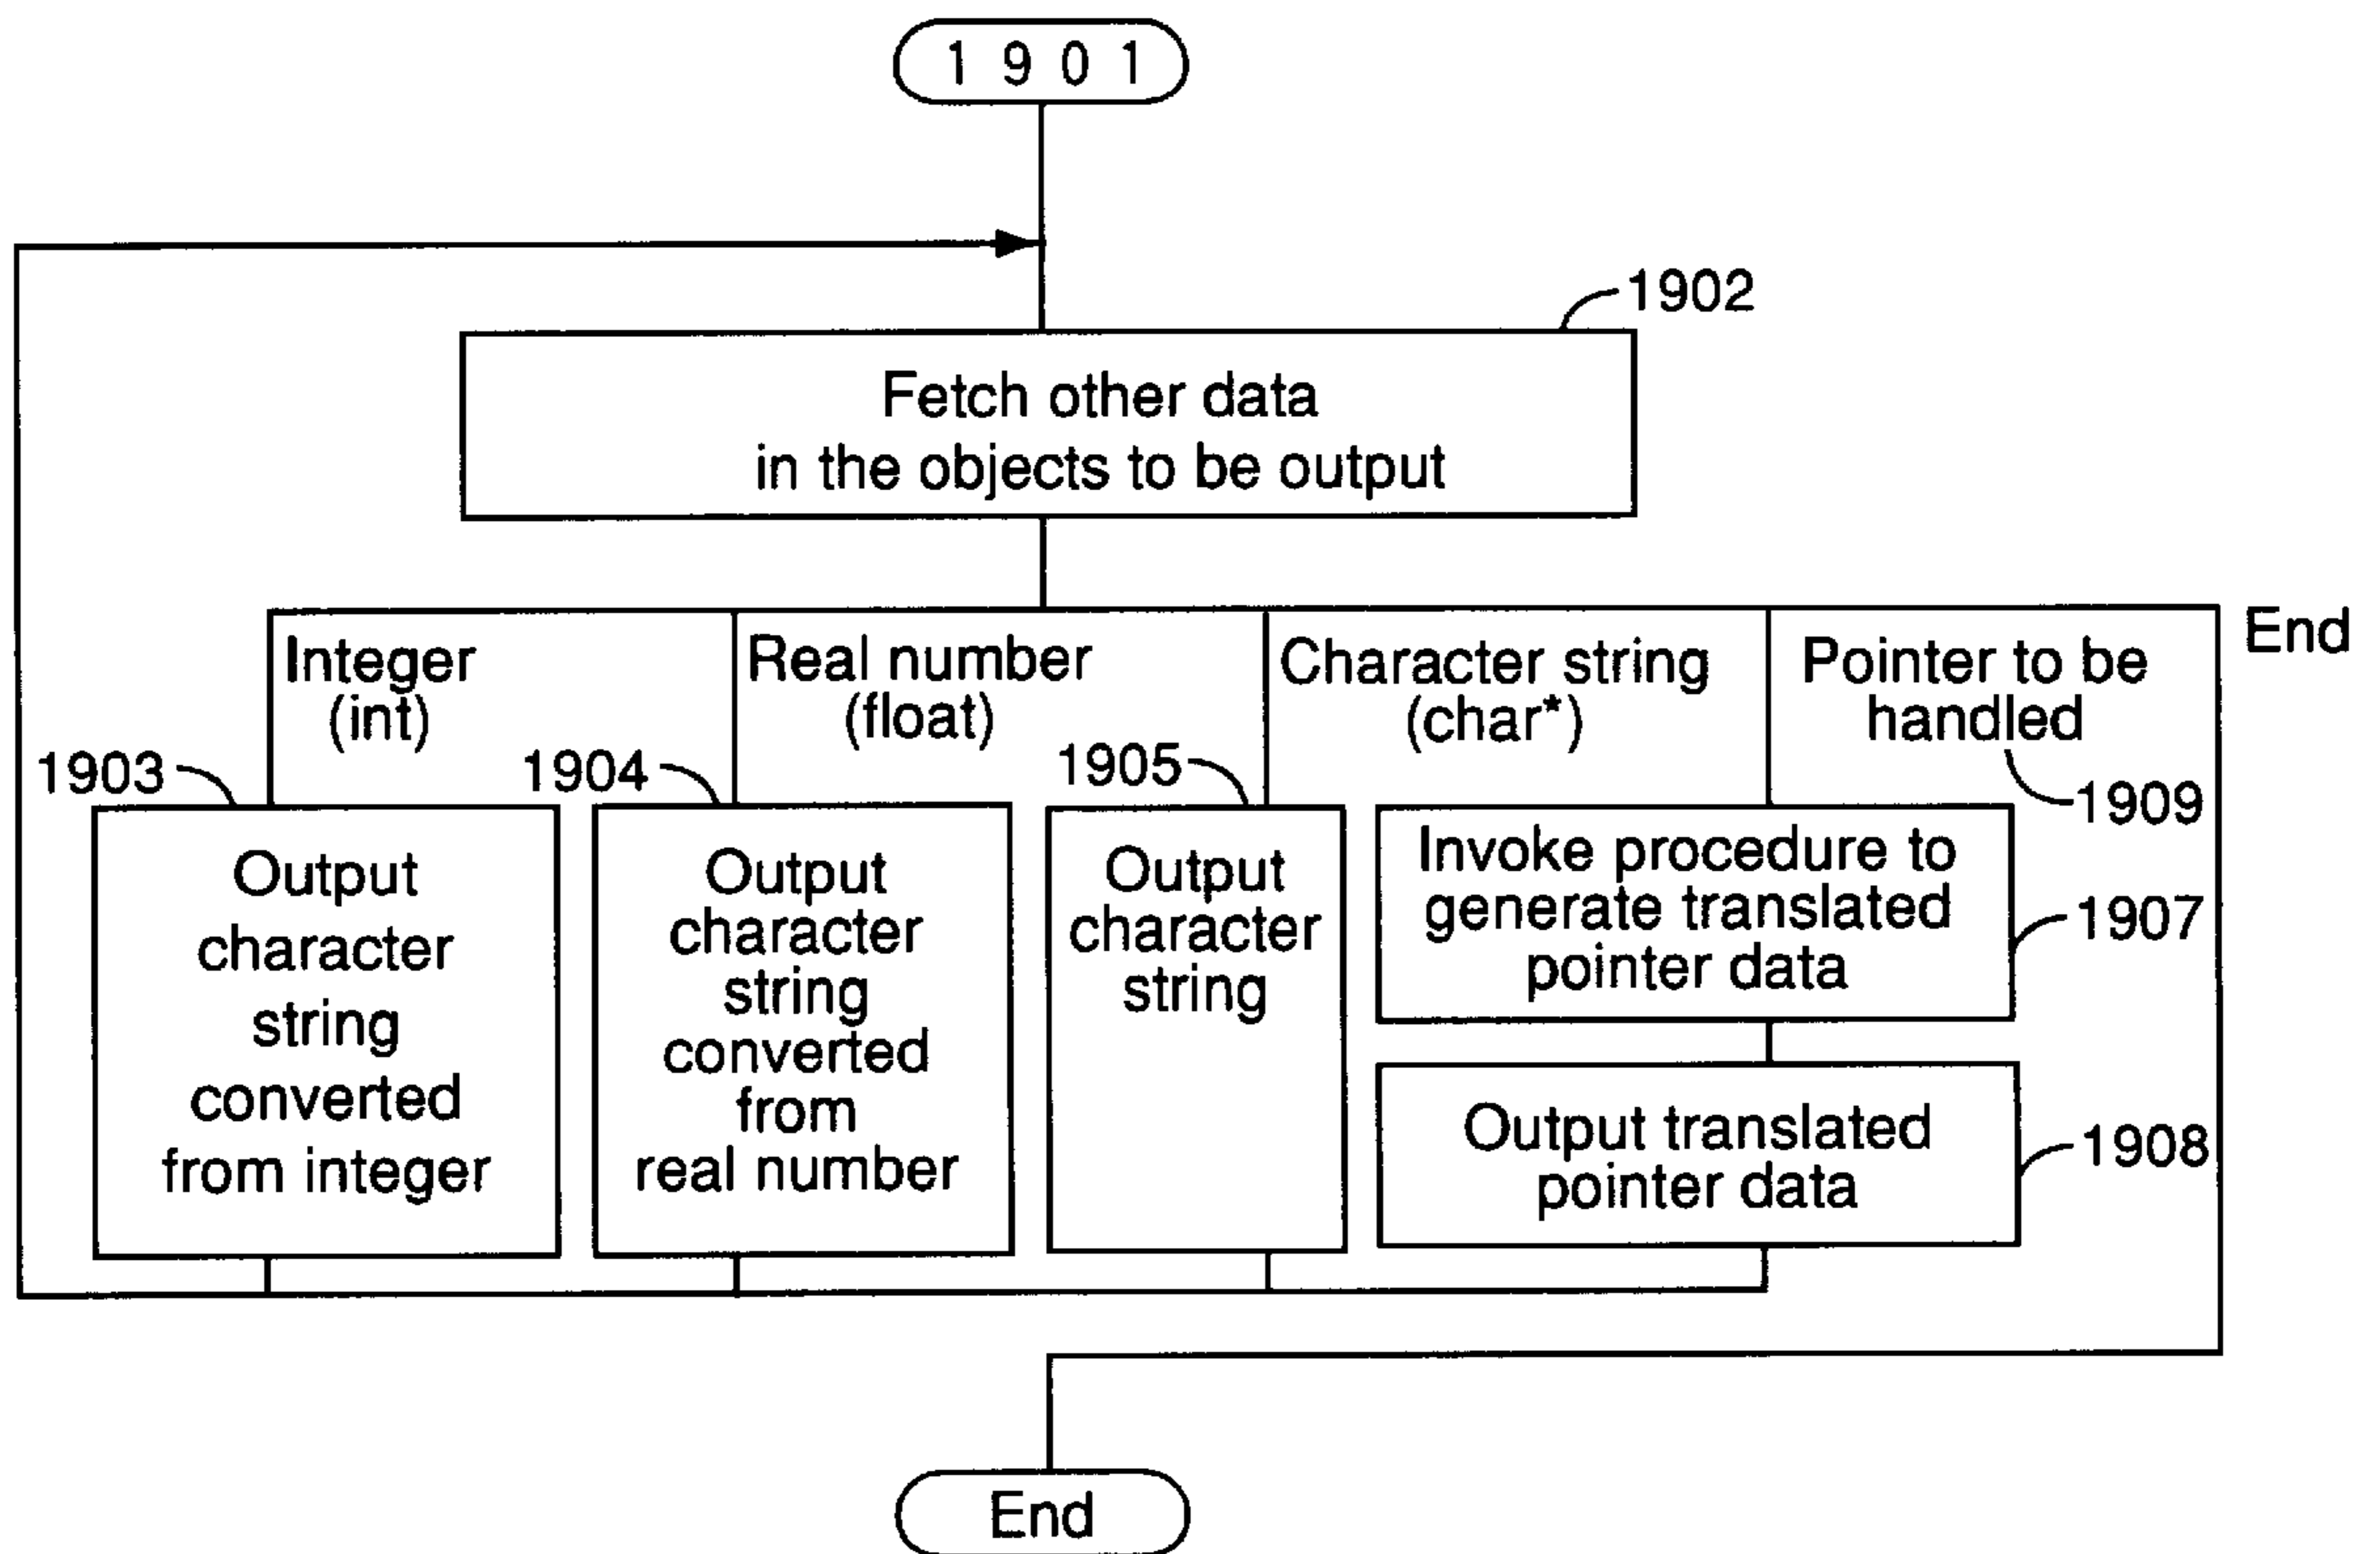 1901
1902
Fetch other data
in the objects to be output
Integer
(int)
Real number
(float)
Character string
(char*)
Pointer to be
handled
End
1903
1904
1905
1909
Output
character
string
converted
from integer
Output
character
string
converted
from
real number
Output
character
string
Invoke procedure to
generate translated
pointer data
1907
Output translated
pointer data
1908
End